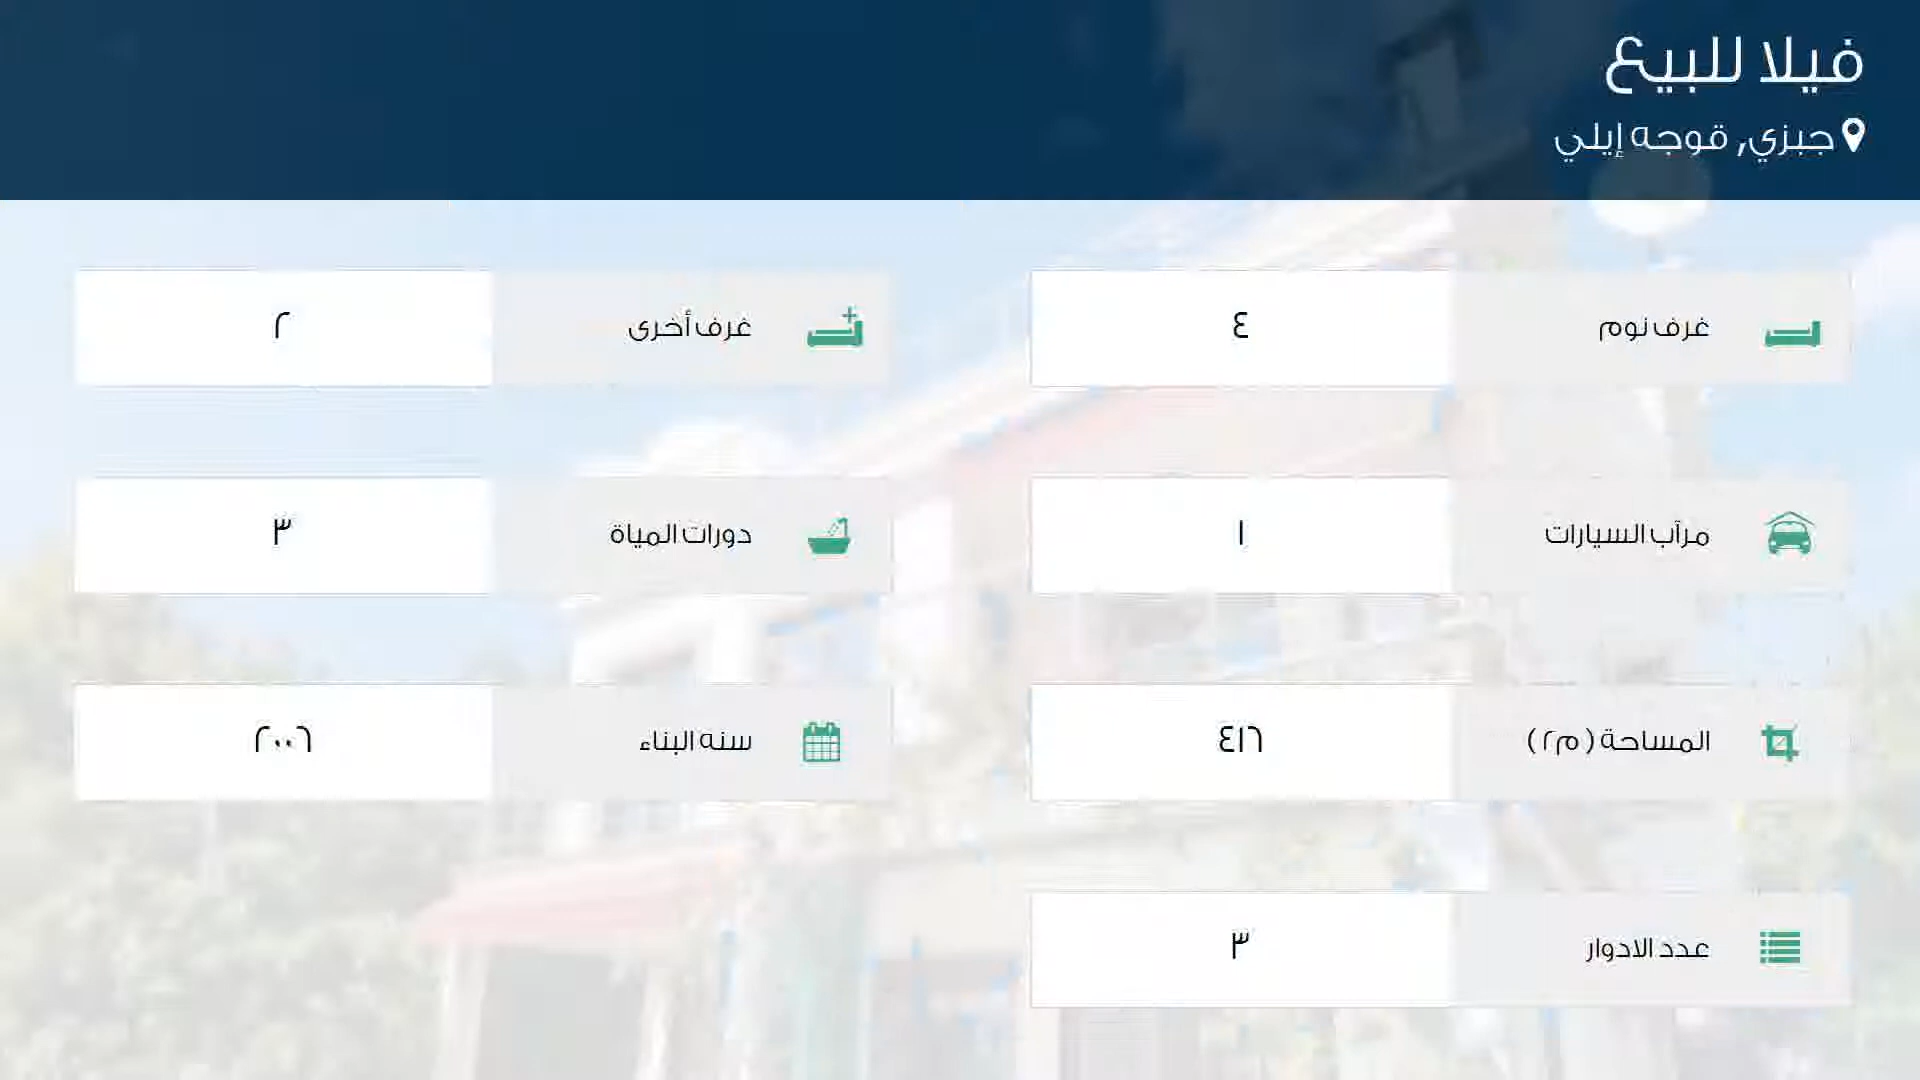 فيلا للبيع
جبزي, قوجه إيلي
غرف نوم
٤
غرف أخرى
٢
مرآب السيارات
١
دورات المياة
٣
المساحة (م٢)
٤١٦
سنه البناء
٢٠٠٦
عدد الادوار
٣